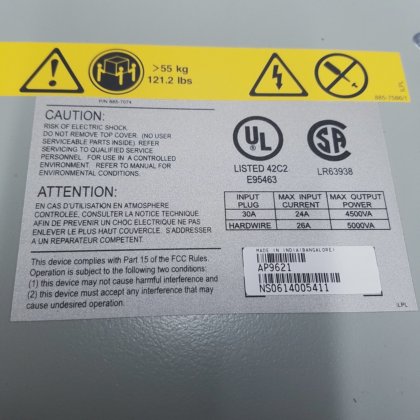 >55 kg
121.2 lbs
P/N 885-7074
885-7586/1
CAUTION:
RISK OF ELECTRIC SHOCK.
DO NOT REMOVE TOP COVER. (NO USER
SERVICEABLE PARTS INSIDE). REFER
SERVICING TO QUALIFIED SERVICE
PERSONNEL. FOR USE IN A CONTROLLED
ENVIRONMENT. REFER TO MANUAL FOR
ENVIRONMENTAL CONDITIONS.
ATTENTION:
EN CAS D'UTILISATION EN ATMOSPHERE
CONTROLEE, CONSULTER LA NOTICE TECHNIQUE.
AFIN DE PREVENIR UN CHOC ELECTRIQUE NE PAS
ENLEVER LE PLUS HAUT COUVERCLE. S'ADDRESSER
A UN REPARATEUR COMPETENT.
This device complies with Part 15 of the FCC Rules.
Operation is subject to the following two conditions:
(1) this device may not cause harmful interference and
(2) this device must accept interference that
UL
LISTED 42C2
E95463
SA
LR63938
INPUT PLUG MAX INPUT CURRENT MAX OUTPUT POWER
30A 24A 4500VA
HARDWIRE 26A 5000VA
MADE IN INDIA(BANGALORE)
AP9621
NS0614005411
LPL